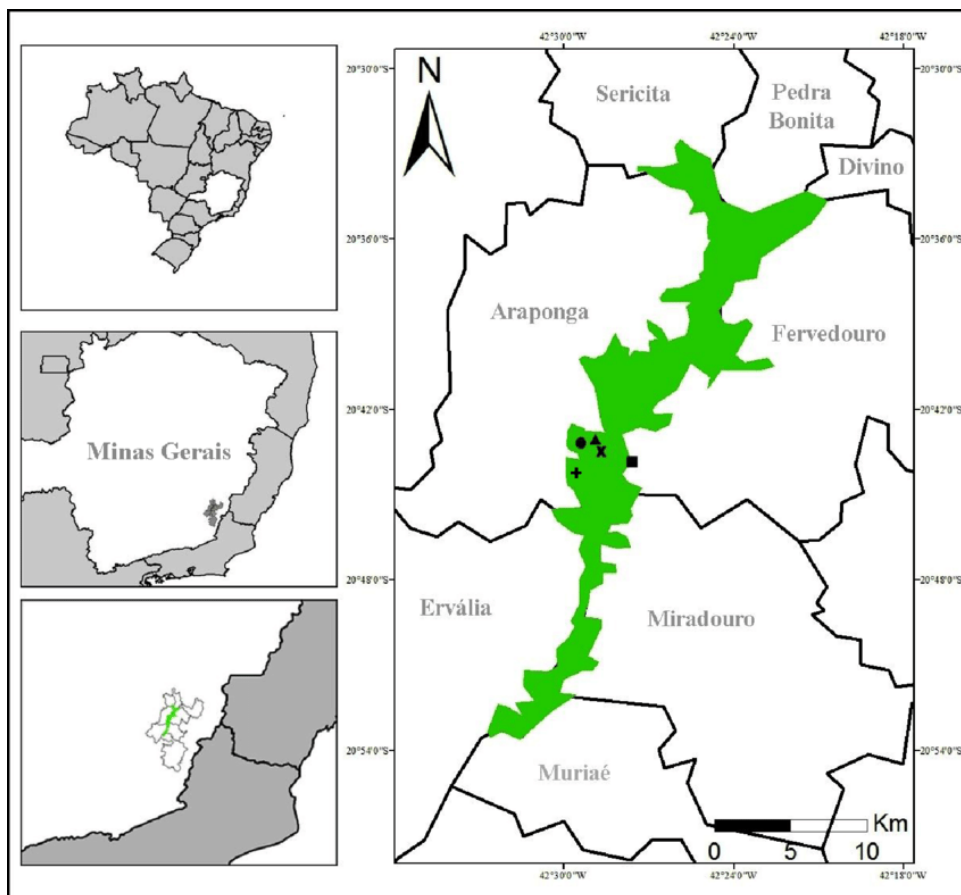 42°30'0"W 42°24'0"W 42°18'0"W
20°30'0"S 20°30'0"S
N
Sericita
Pedra
Bonita
Divino
20°36'0"S 20°36'0"S
Araponga
Fervedouro
20°42'0"S 20°42'0"S
x
+
Minas Gerais
20°48'0"S 20°48'0"S
Ervália
Miradouro
20°54'0"S 20°54'0"S
Muriaé
Km
0 5 10
42°30'0"W 42°24'0"W 42°18'0"W